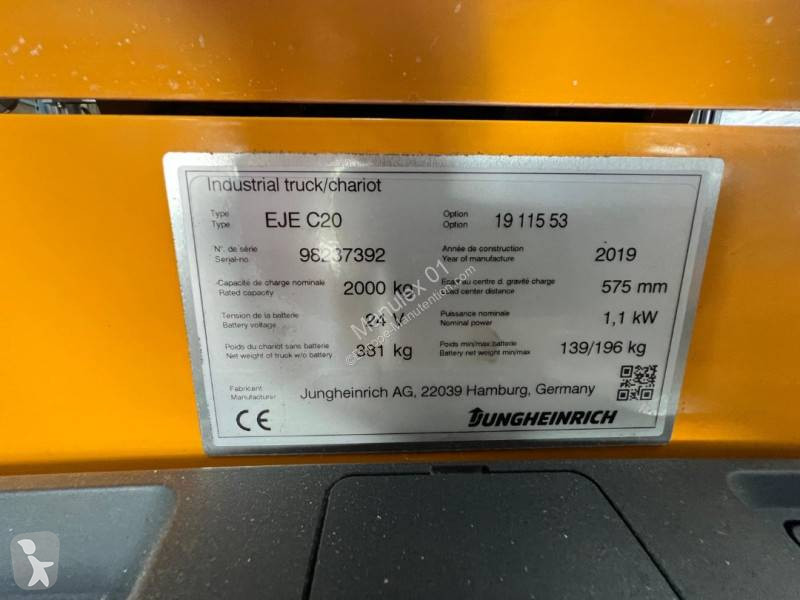 Industrial truck/chariot
Type
Type
EJE C20
Option
Option
19 115 53
N°. de série
Serial-no.
98237392
Année de construction
Year of manufacture
2019
Capacité de charge nominale
Rated capacity
2000 kg
Ecart au centre d. gravité charge
Load center distance
575 mm
Tension de la batterie
Battery voltage
24 V
Puissance nominale
Nominal power
1,1 kW
Poids du chariot sans batterie
Net weight of truck w/o battery
381 kg
Poids min/max.batterie
Battery net weight min/max
139/196 kg
Fabricant
Manufacturer
Jungheinrich AG, 22039 Hamburg, Germany
CE
JUNGHEINRICH
Manulex 01